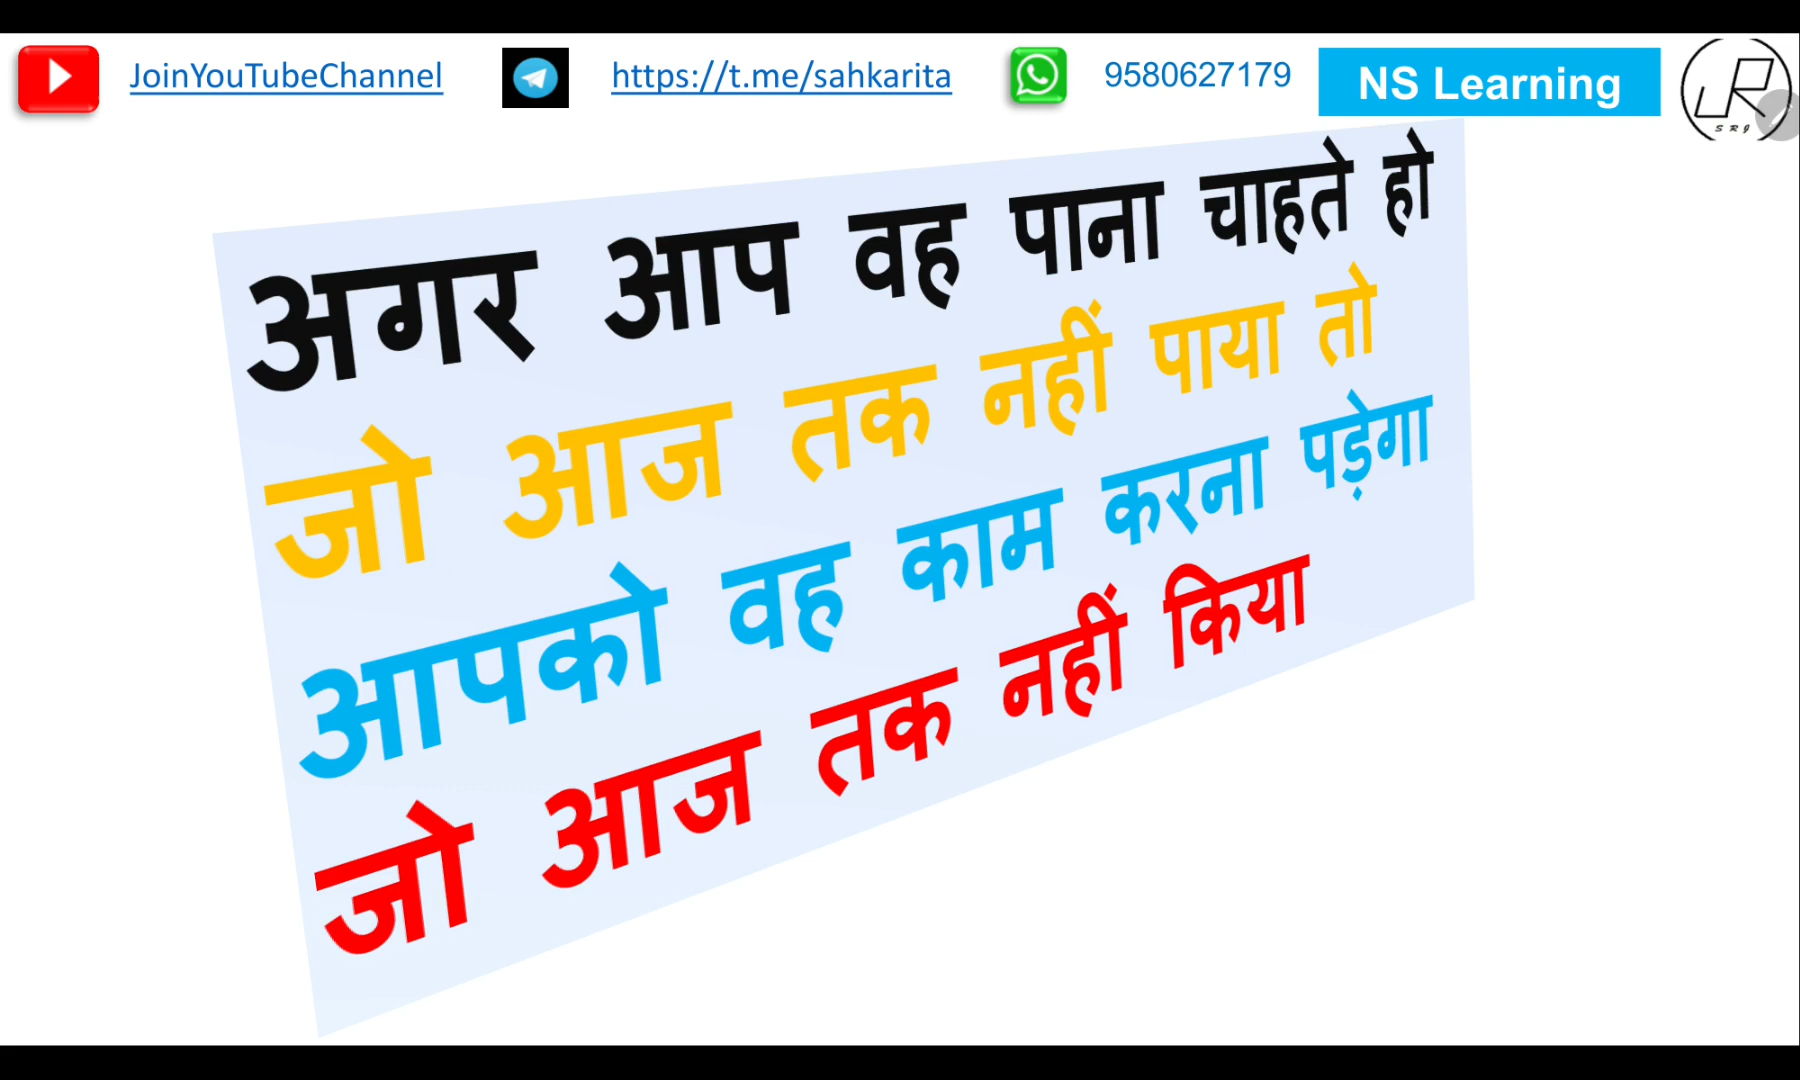 JoinYouTubeChannel https://t.me/sahkarita 9580627179 NS Learning
SRJ
अगर आप वह पाना चाहते हो
जो आज तक नहीं पाया तो
आपको वह काम करना पड़ेगा
जो आज तक नहीं किया